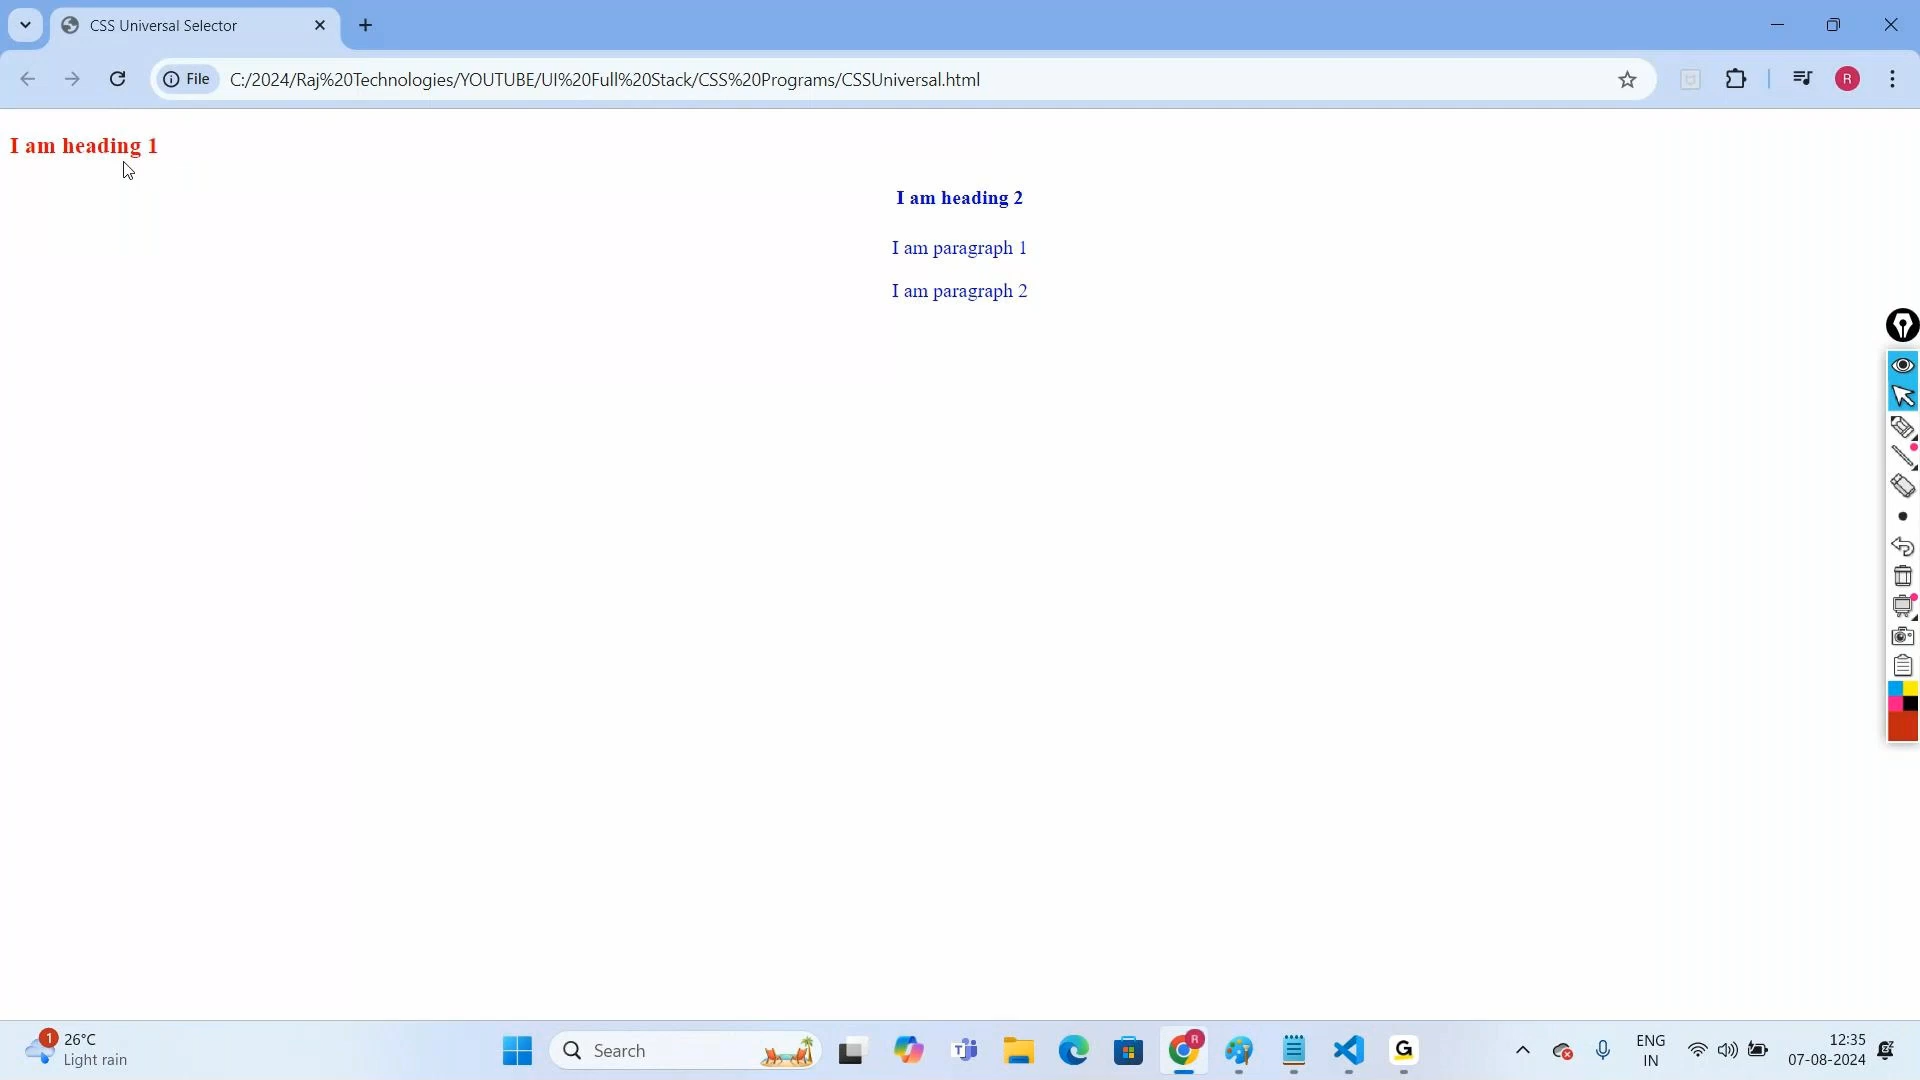 CSS Universal Selector
File
C:/2024/Raj%20Technologies/YOUTUBE/UI%20Full%20Stack/CSS%20Programs/CSSUniversal.html
R
I am heading 1
I am heading 2
I am paragraph 1
I am paragraph 2
1
26°C
Light rain
Search
R
G
ENG
IN
12:35
07-08-2024